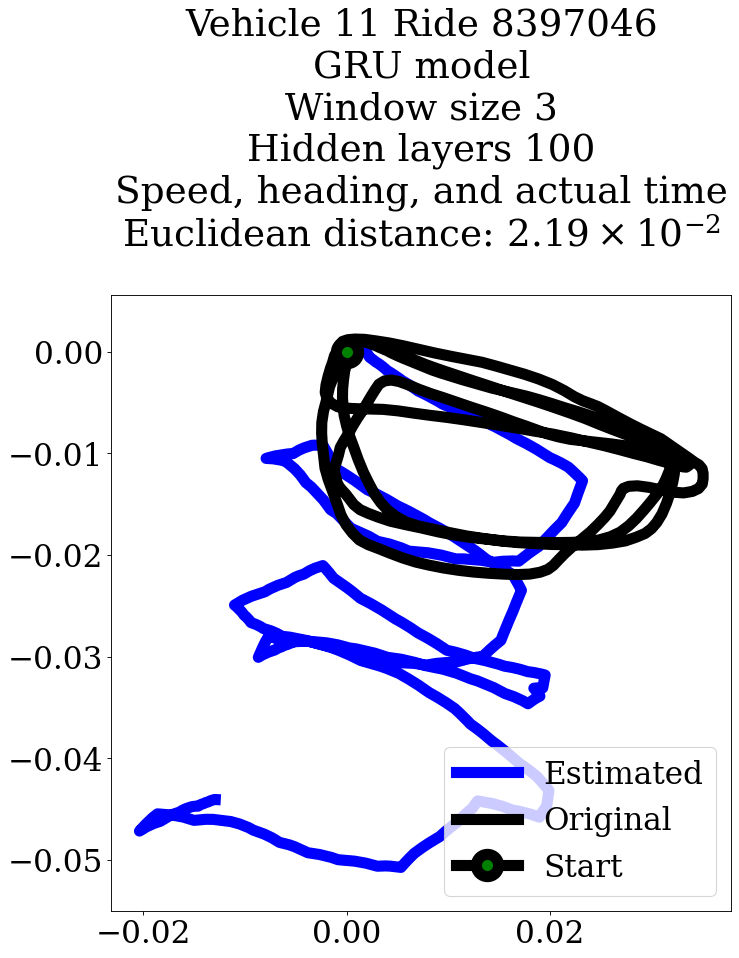 Vehicle 11 Ride 8397046
GRU model
Window size 3
Hidden layers 100
Speed, heading, and actual time
Euclidean distance: 2.19 × 10⁻²
0.00
−0.01
−0.02
−0.03
−0.04
−0.05
Estimated
Original
Start
−0.02 0.00 0.02